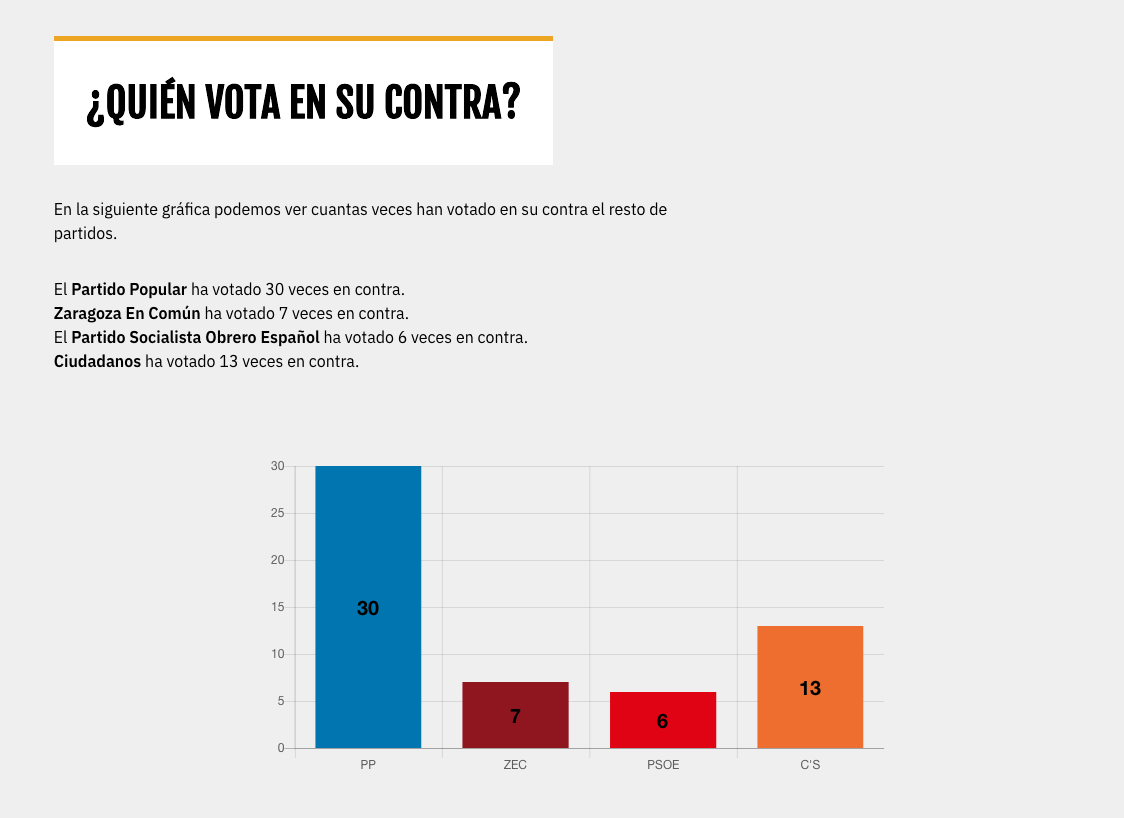 ¿QUIÉN VOTA EN SU CONTRA?
En la siguiente gráfica podemos ver cuantas veces han votado en su contra el resto de
partidos.
El Partido Popular ha votado 30 veces en contra.
Zaragoza En Común ha votado 7 veces en contra.
El Partido Socialista Obrero Español ha votado 6 veces en contra.
Ciudadanos ha votado 13 veces en contra.
30
25
20
15
10
5
0
30
7
6
13
PP
ZEC
PSOE
C'S